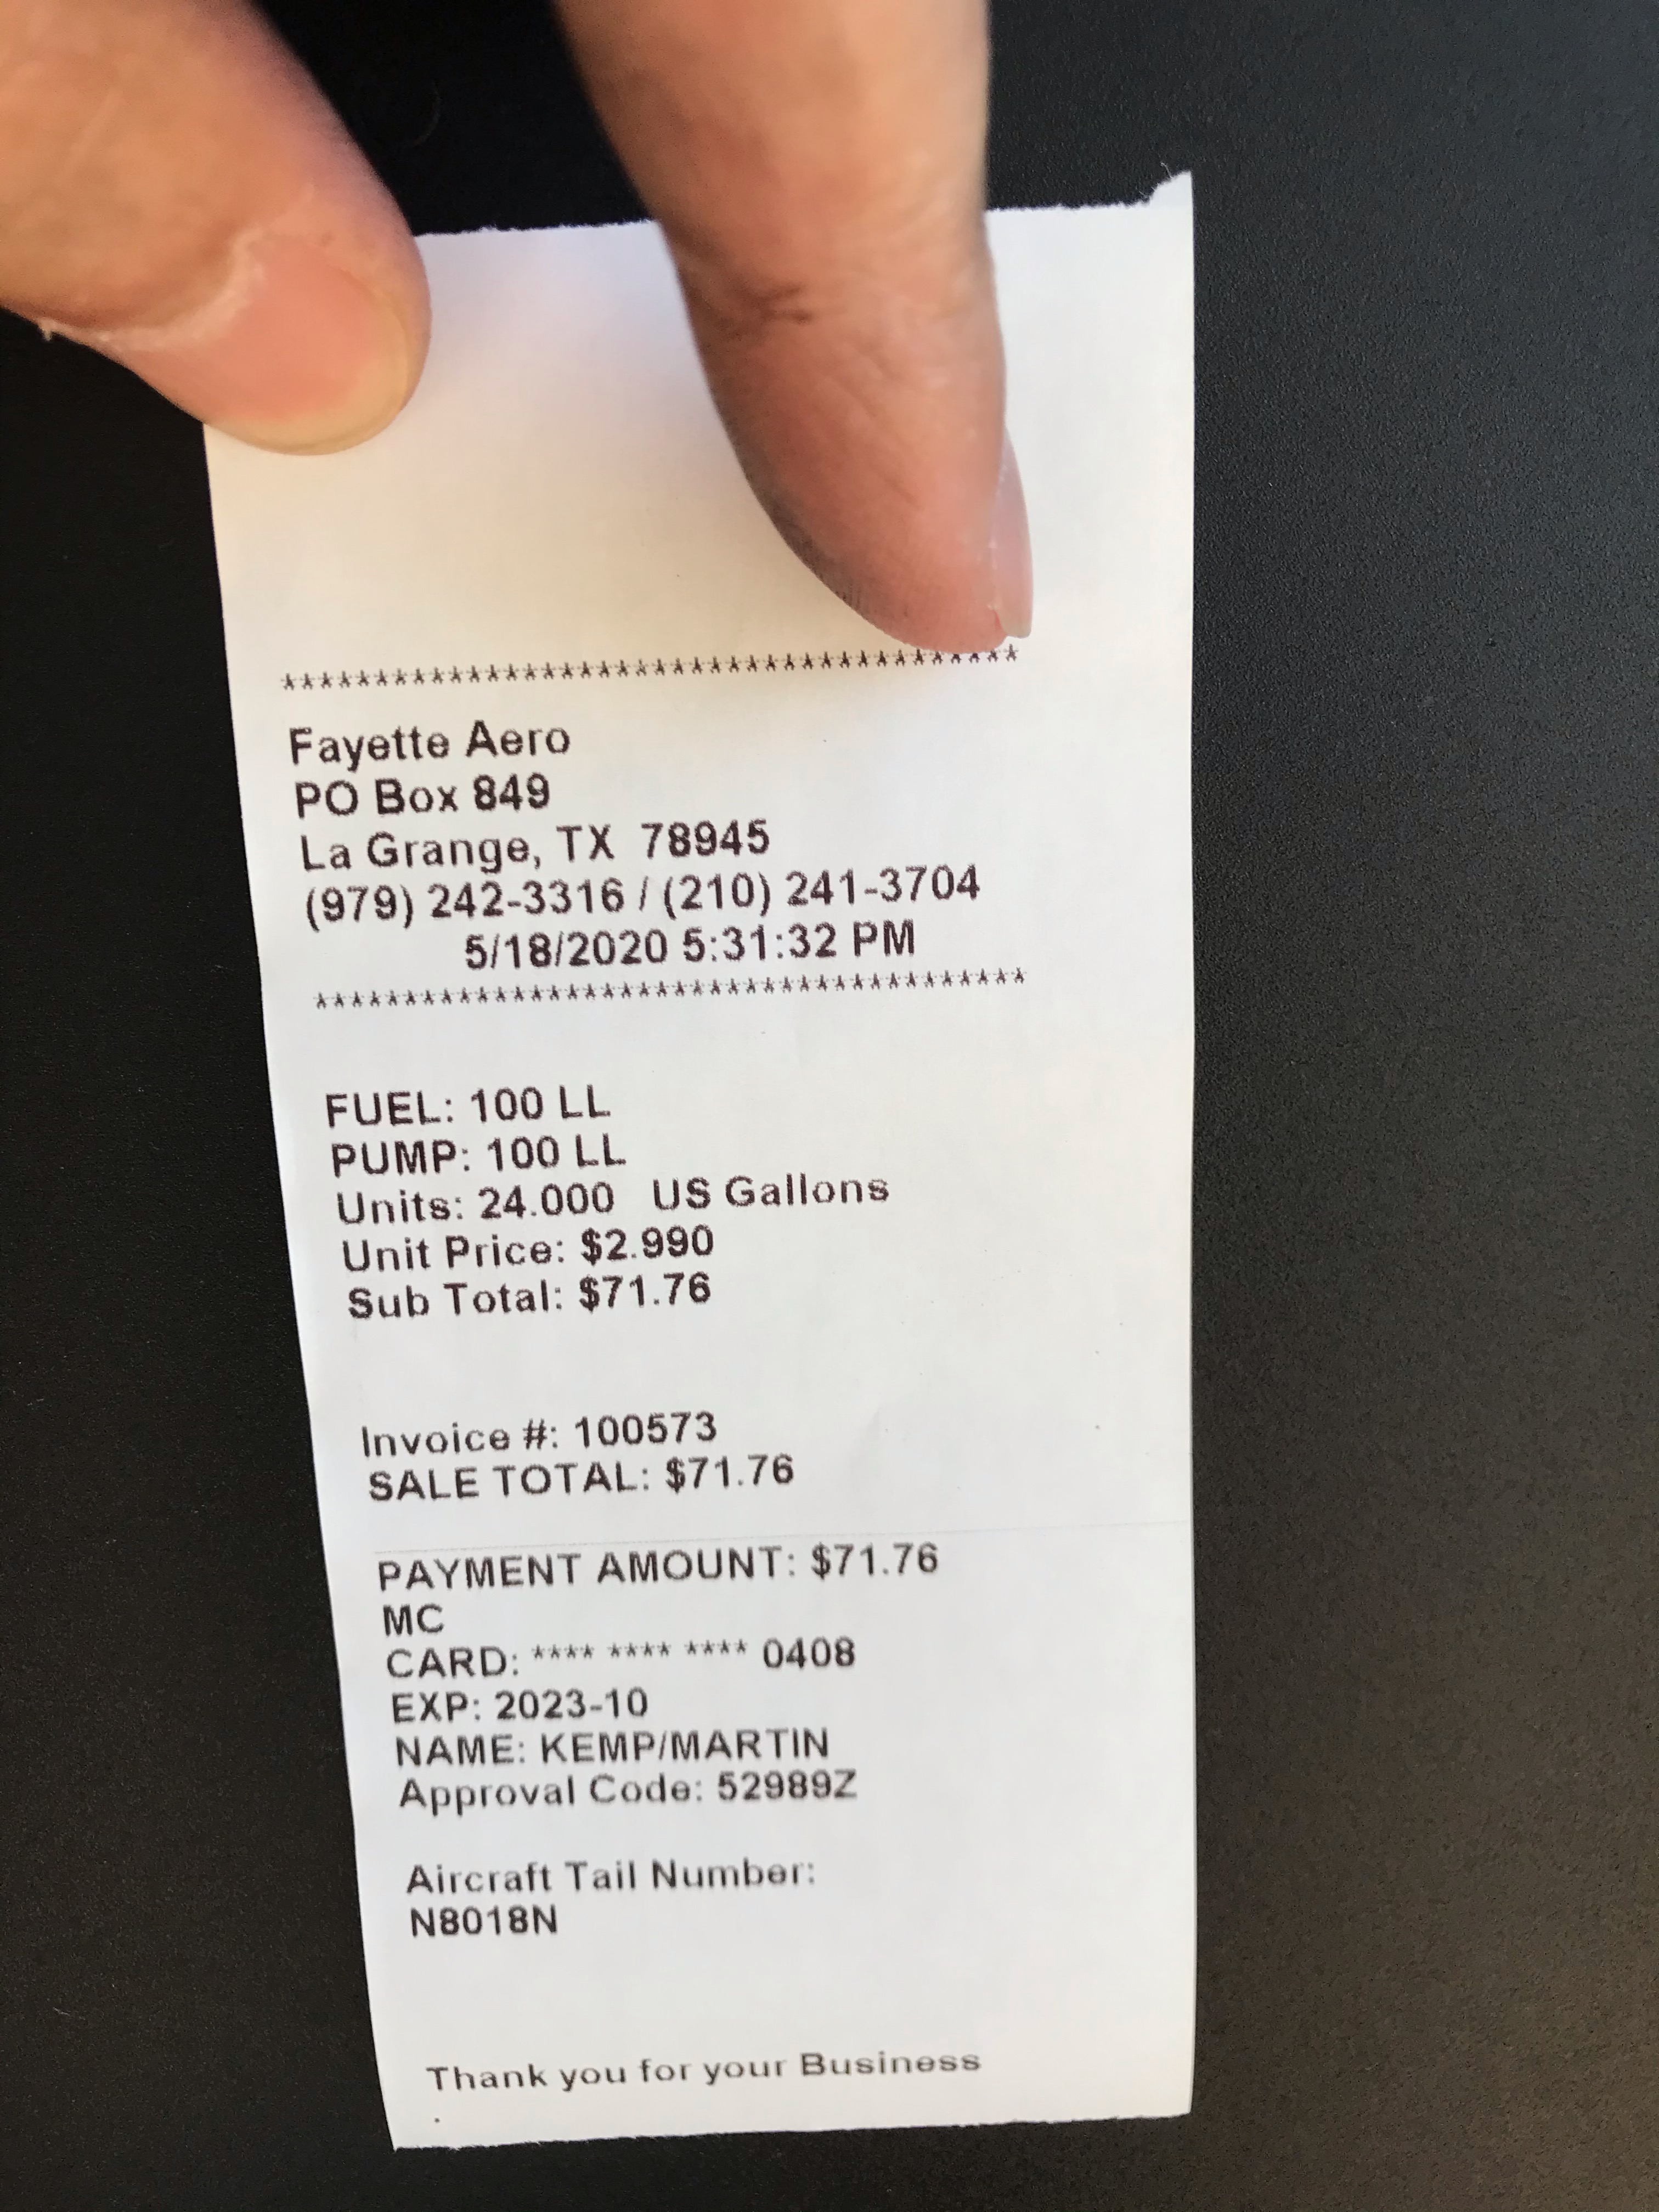 ****************************************
Fayette Aero
PO Box 849
La Grange, TX  78945
(979) 242-3316 / (210) 241-3704
5/18/2020 5:31:32 PM
****************************************
FUEL: 100 LL
PUMP: 100 LL
Units: 24.000   US Gallons
Unit Price: $2.990
Sub Total: $71.76
Invoice #: 100573
SALE TOTAL: $71.76
PAYMENT AMOUNT: $71.76
MC
CARD: **** **** **** 0408
EXP: 2023-10
NAME: KEMP/MARTIN
Approval Code: 52989Z
Aircraft Tail Number:
N8018N
Thank you for your Business
.